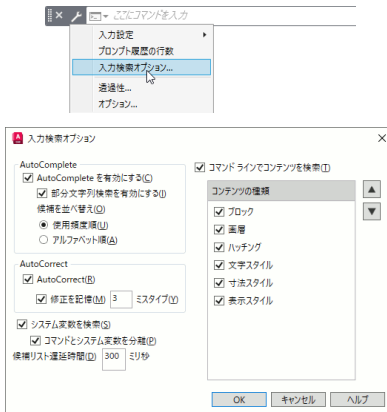 ここにコマンドを入力
入力設定
プロンプト履歴の行数
入力検索オプション...
透過性...
オプション...
入力検索オプション
AutoComplete
AutoComplete を有効にする(C)
部分文字列検索を有効にする(I)
候補を並べ替え(O)
使用頻度順(U)
アルファベット順(A)
AutoCorrect
AutoCorrect(R)
修正を記憶(M) 3 ミスタイプ(Y)
システム変数を検索(S)
コマンドとシステム変数を分離(P)
候補リスト遅延時間(D) 300 ミリ秒
コマンド ラインでコンテンツを検索(T)
コンテンツの種類
ブロック
画層
ハッチング
文字スタイル
寸法スタイル
表示スタイル
OK キャンセル ヘルプ